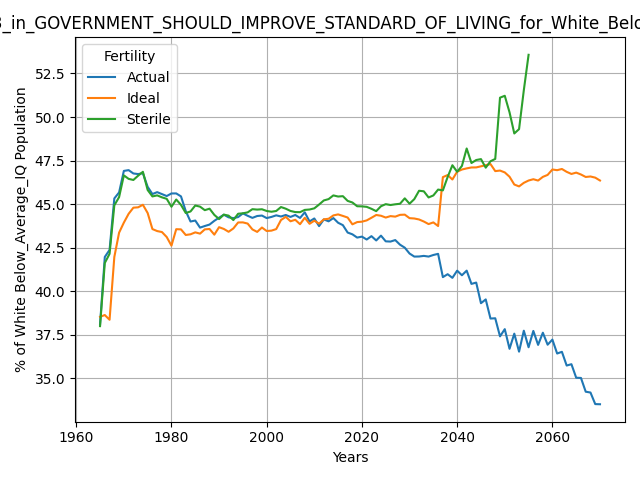 _in_GOVERNMENT_SHOULD_IMPROVE_STANDARD_OF_LIVING_for_White_Belo
Fertility
Actual
Ideal
Sterile
% of White Below_Average_IQ Population
52.5
50.0
47.5
45.0
42.5
40.0
37.5
35.0
1960
1980
2000
2020
2040
2060
Years